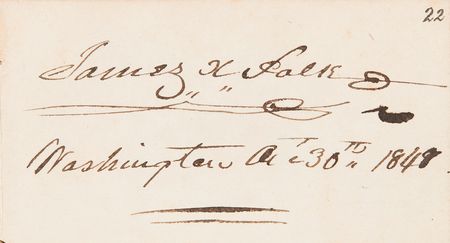 22
James K Polk
Washington Oct 30th 1848